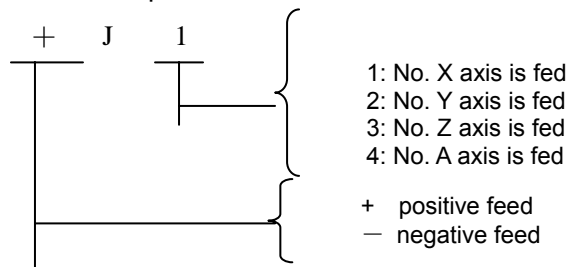 + J 1
1: No. X axis is fed
2: No. Y axis is fed
3: No. Z axis is fed
4: No. A axis is fed
+ positive feed
— negative feed